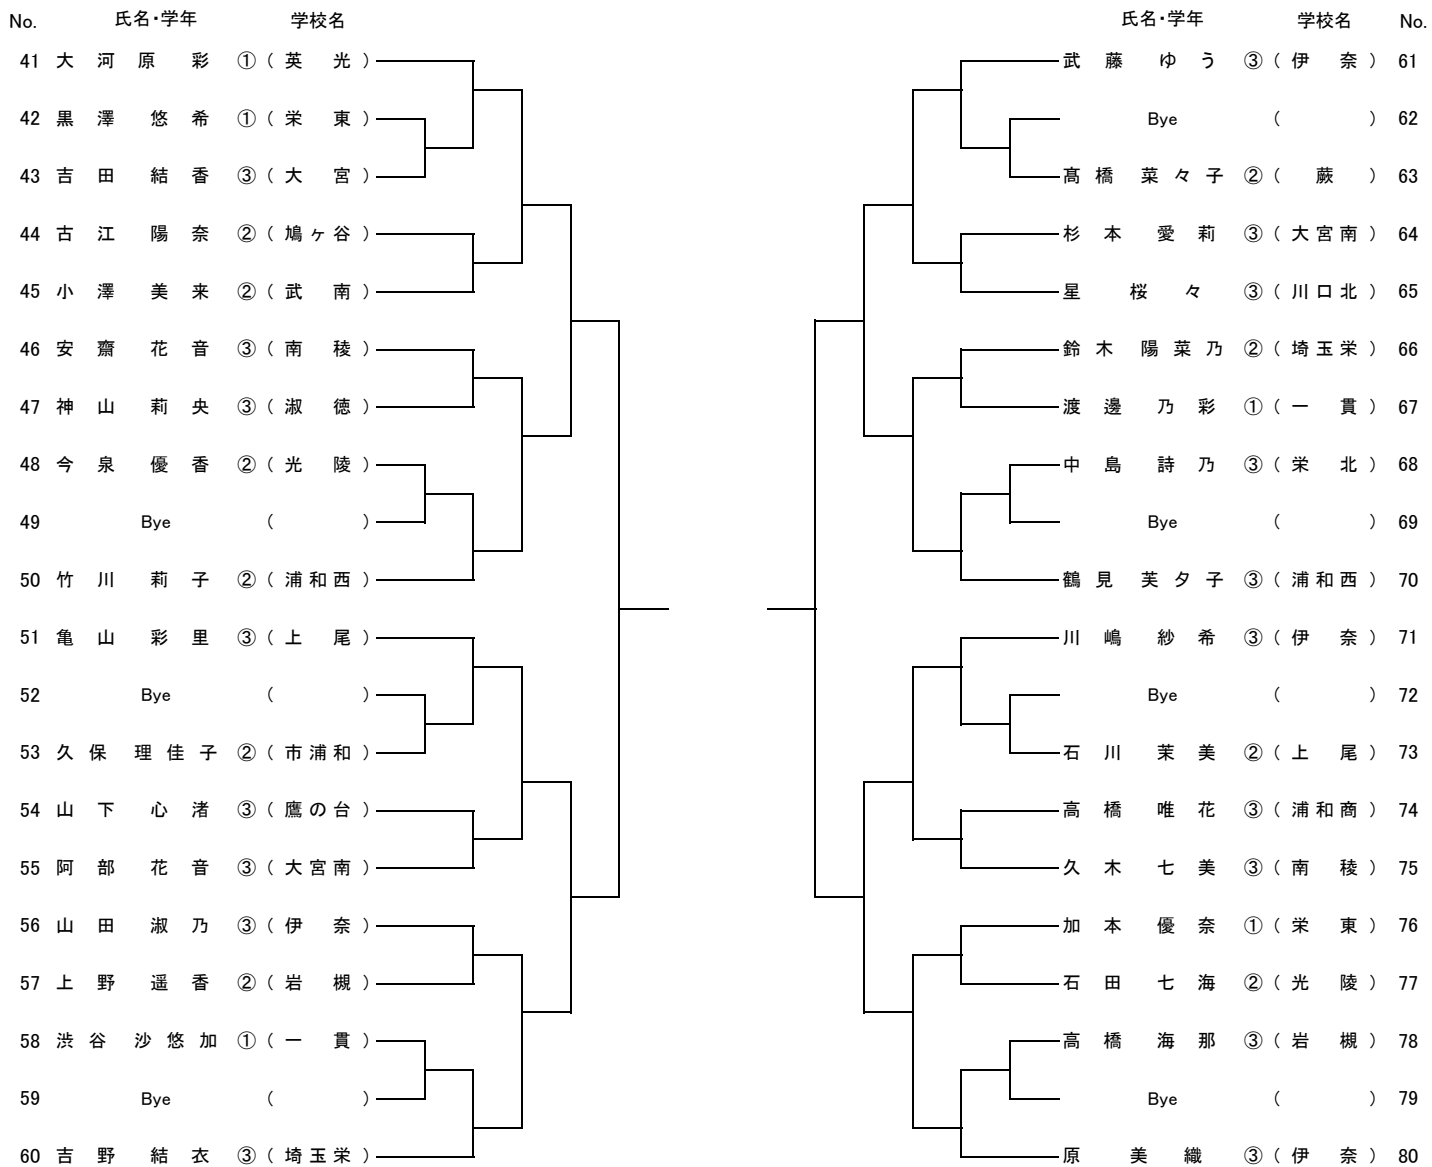 No. 氏名・学年 学校名 氏名・学年 学校名 No.
41 大河原 彩 ① ( 英 光 ) 武藤 ゆう ③ ( 伊 奈 ) 61
42 黒澤 悠希 ① ( 栄 東 ) Bye ( ) 62
43 吉田 結香 ③ ( 大 宮 ) 髙橋 菜々子 ② ( 蕨 ) 63
44 古江 陽奈 ② ( 鳩ヶ谷 ) 杉本 愛莉 ③ ( 大宮南 ) 64
45 小澤 美来 ② ( 武 南 ) 星 桜々 ③ ( 川口北 ) 65
46 安齋 花音 ③ ( 南 稜 ) 鈴木 陽菜乃 ② ( 埼玉栄 ) 66
47 神山 莉央 ③ ( 淑 徳 ) 渡邊 乃彩 ① ( 一 貫 ) 67
48 今泉 優香 ② ( 光 陵 ) 中島 詩乃 ③ ( 栄 北 ) 68
49 Bye ( ) Bye ( ) 69
50 竹川 莉子 ② ( 浦和西 ) 鶴見 芙夕子 ③ ( 浦和西 ) 70
51 亀山 彩里 ③ ( 上 尾 ) 川嶋 紗希 ③ ( 伊 奈 ) 71
52 Bye ( ) Bye ( ) 72
53 久保 理佳子 ② ( 市浦和 ) 石川 茉美 ② ( 上 尾 ) 73
54 山下 心渚 ③ ( 鷹の台 ) 高橋 唯花 ③ ( 浦和商 ) 74
55 阿部 花音 ③ ( 大宮南 ) 久木 七美 ③ ( 南 稜 ) 75
56 山田 淑乃 ③ ( 伊 奈 ) 加本 優奈 ① ( 栄 東 ) 76
57 上野 遥香 ② ( 岩 槻 ) 石田 七海 ② ( 光 陵 ) 77
58 渋谷 沙悠加 ① ( 一 貫 ) 高橋 海那 ③ ( 岩 槻 ) 78
59 Bye ( ) Bye ( ) 79
60 吉野 結衣 ③ ( 埼玉栄 ) 原 美織 ③ ( 伊 奈 ) 80